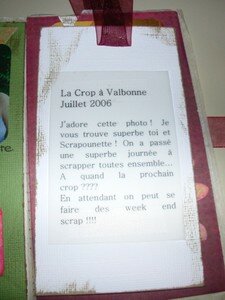 La Crop à Valbonne
Juillet 2006
J'adore cette photo ! Je
vous trouve superbe toi et
Scrapounette ! On a passé
une superbe journée à
scrapper toutes ensemble...
A quand la prochain
crop ????
En attendant on peut se
faire des week end
scrap !!!!